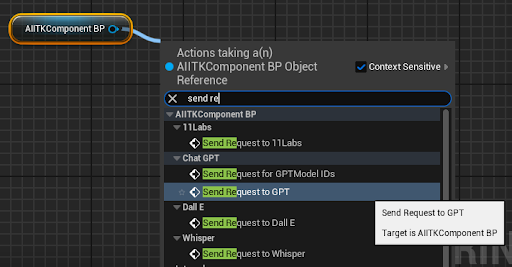 AIITKComponent BP
Actions taking a(n)
AIITKComponent BP Object
Reference
Context Sensitive
send re
AIITKComponent BP
11Labs
Send Request to 11Labs
Chat GPT
Send Request for GPTModel IDs
Send Request to GPT
Dall E
Send Request to Dall E
Whisper
Send Request to Whisper
Send Request to GPT
Target is AIITKComponent BP